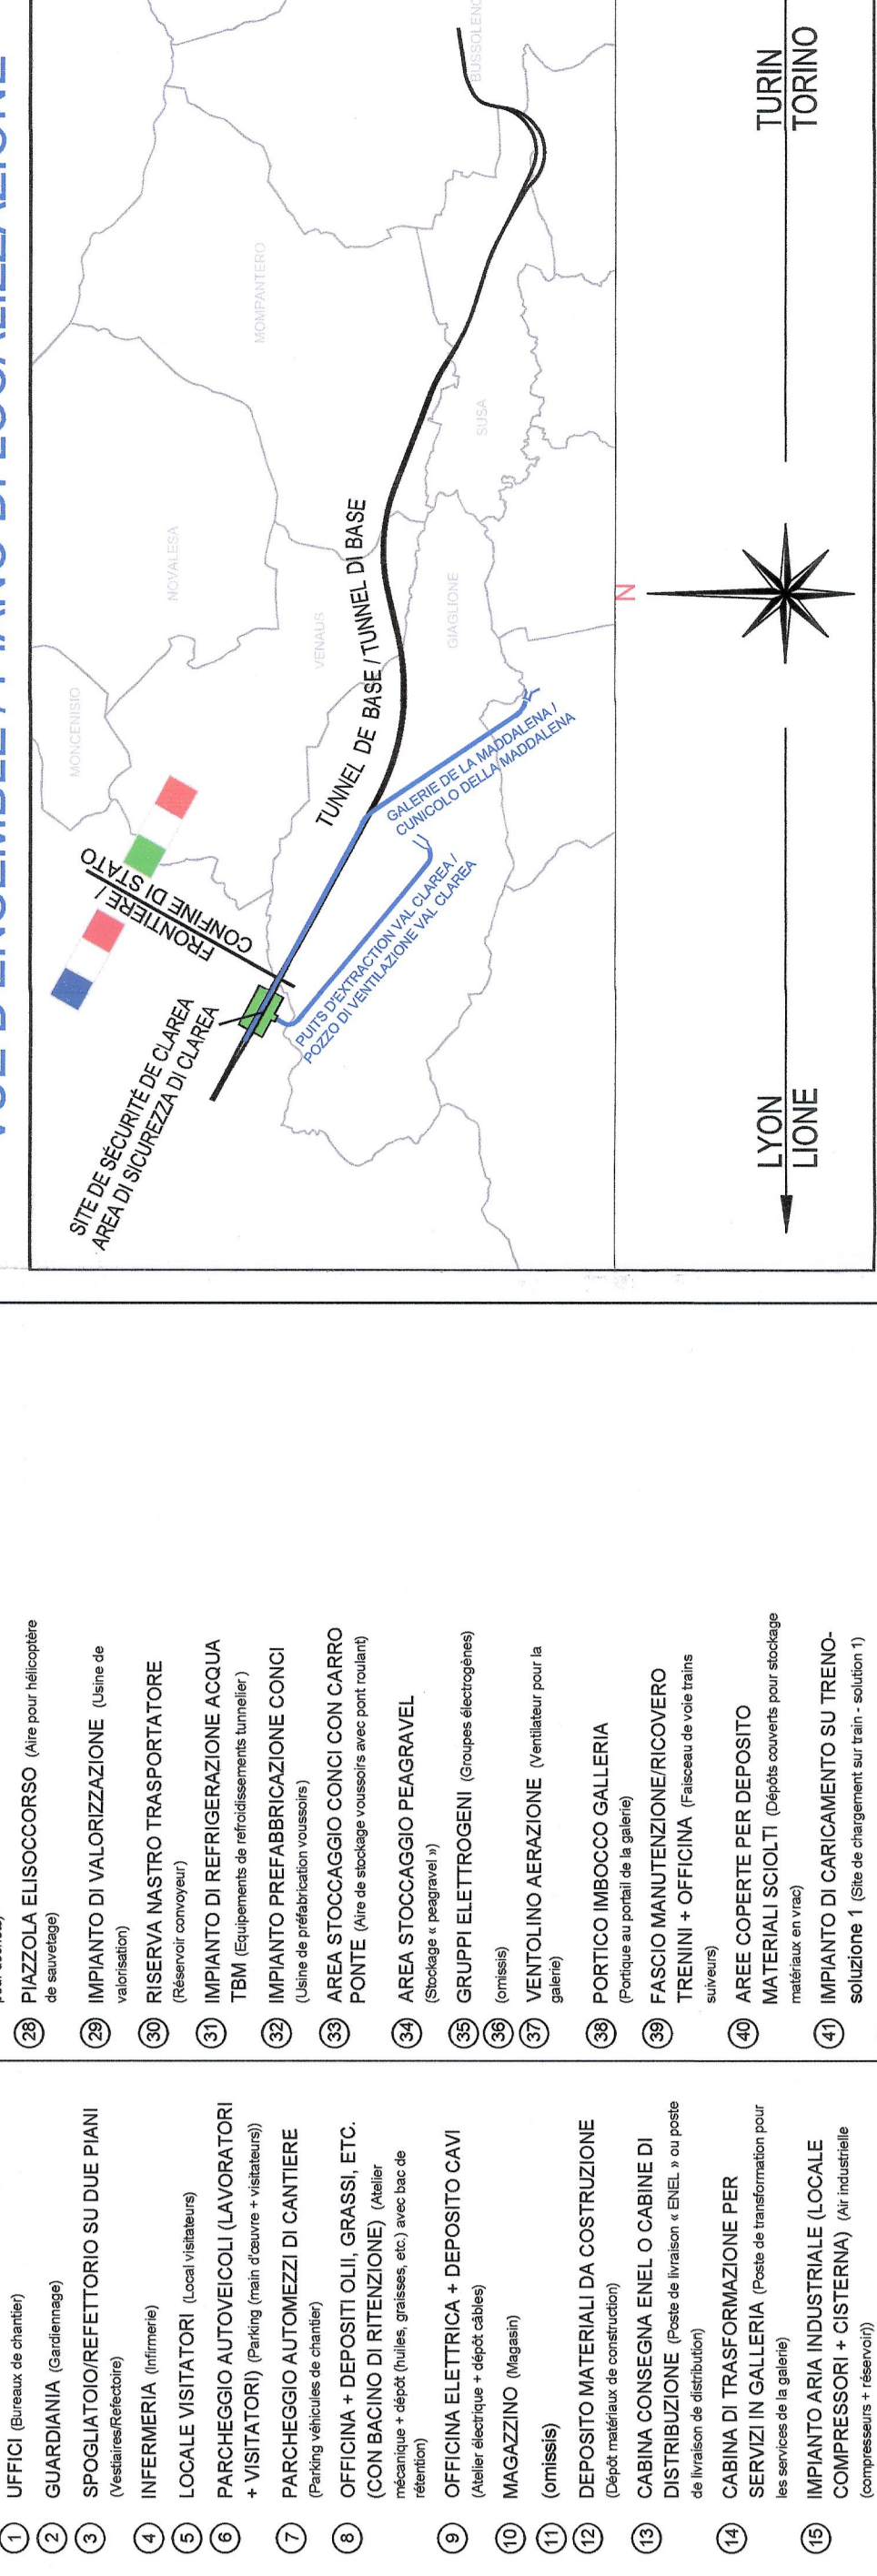 1 UFFICI (Bureaux de chantier)
2 GUARDIANIA (Gardiennage)
3 SPOGLIATOIO/REFETTORIO SU DUE PIANI
(Vestiaires/Refectoire)
4 INFERMERIA (Infirmerie)
5 LOCALE VISITATORI (Local visitateurs)
6 PARCHEGGIO AUTOVEICOLI (LAVORATORI
+ VISITATORI) (Parking (main d'œuvre + visitateurs))
7 PARCHEGGIO AUTOMEZZI DI CANTIERE
(Parking véhicules de chantier)
8 OFFICINA + DEPOSITI OLII, GRASSI, ETC.
(CON BACINO DI RITENZIONE) (Atelier
mécanique + dépôt (huiles, graisses, etc.) avec bac de
rétention)
9 OFFICINA ELETTRICA + DEPOSITO CAVI
(Atelier électrique + dépôt câbles)
10 MAGAZZINO (Magasin)
11 (omissis)
12 DEPOSITO MATERIALI DA COSTRUZIONE
(Dépôt matériaux de construction)
13 CABINA CONSEGNA ENEL O CABINE DI
DISTRIBUZIONE (Poste de livraison « ENEL » ou poste
de livraison de distribution)
14 CABINA DI TRASFORMAZIONE PER
SERVIZI IN GALLERIA (Poste de transformation pour
les services de la galerie)
15 IMPIANTO ARIA INDUSTRIALE (LOCALE
COMPRESSORI + CISTERNA) (Air industrielle
(compresseurs + réservoir))
28 PIAZZOLA ELISOCCORSO (Aire pour hélicoptère
de sauvetage)
29 IMPIANTO DI VALORIZZAZIONE (Usine de
valorisation)
30 RISERVA NASTRO TRASPORTATORE
(Réservoir convoyeur)
31 IMPIANTO DI REFRIGERAZIONE ACQUA
TBM (Equipements de refroidissements tunnelier )
32 IMPIANTO PREFABBRICAZIONE CONCI
(Usine de préfabrication voussoirs)
33 AREA STOCCAGGIO CONCI CON CARRO
PONTE (Aire de stockage voussoirs avec pont roulant)
34 AREA STOCCAGGIO PEAGRAVEL
(Stockage « peagravel »)
35 GRUPPI ELETTROGENI (Groupes électrogènes)
36 (omissis)
37 VENTOLINO AERAZIONE (Ventilateur pour la
galerie)
38 PORTICO IMBOCCO GALLERIA
(Portique au portail de la galerie)
39 FASCIO MANUTENZIONE/RICOVERO
TRENINI + OFFICINA (Faisceau de voie trains
suiveurs)
40 AREE COPERTE PER DEPOSITO
MATERIALI SCIOLTI (Dépôts couverts pour stockage
matériaux en vrac)
41 IMPIANTO DI CARICAMENTO SU TRENO-
soluzione 1 (Site de chargement sur train - solution 1)
SITE DE SÉCURITÉ DE CLAREA
AREA DI SICUREZZA DI CLAREA
FRONTIERE /
CONFINE DI STATO
MONCENISIO
NOVALESA
VENAUS
MOMPANTERO
GIAGLIONE
SUSA
TUNNEL DE BASE / TUNNEL DI BASE
PUITS D'EXTRACTION VAL CLAREA /
POZZO DI VENTILAZIONE VAL CLAREA
GALERIE DE LA MADDALENA /
CUNICOLO DELLA MADDALENA
N
LYON
LIONE
TURIN
TORINO